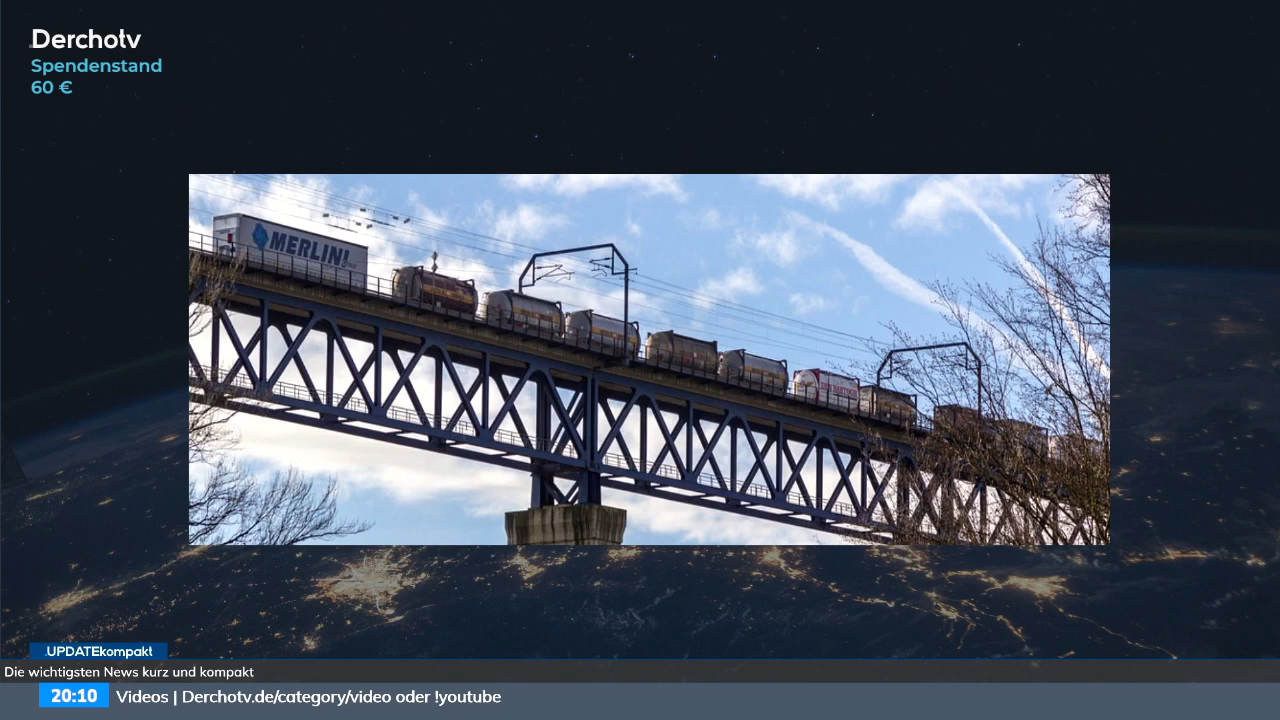 Derchotv
Spendenstand
60 €
MERLIN!
.UPDATEkompakt
Die wichtigsten News kurz und kompakt
20:10 Videos | Derchotv.de/category/video oder !youtube